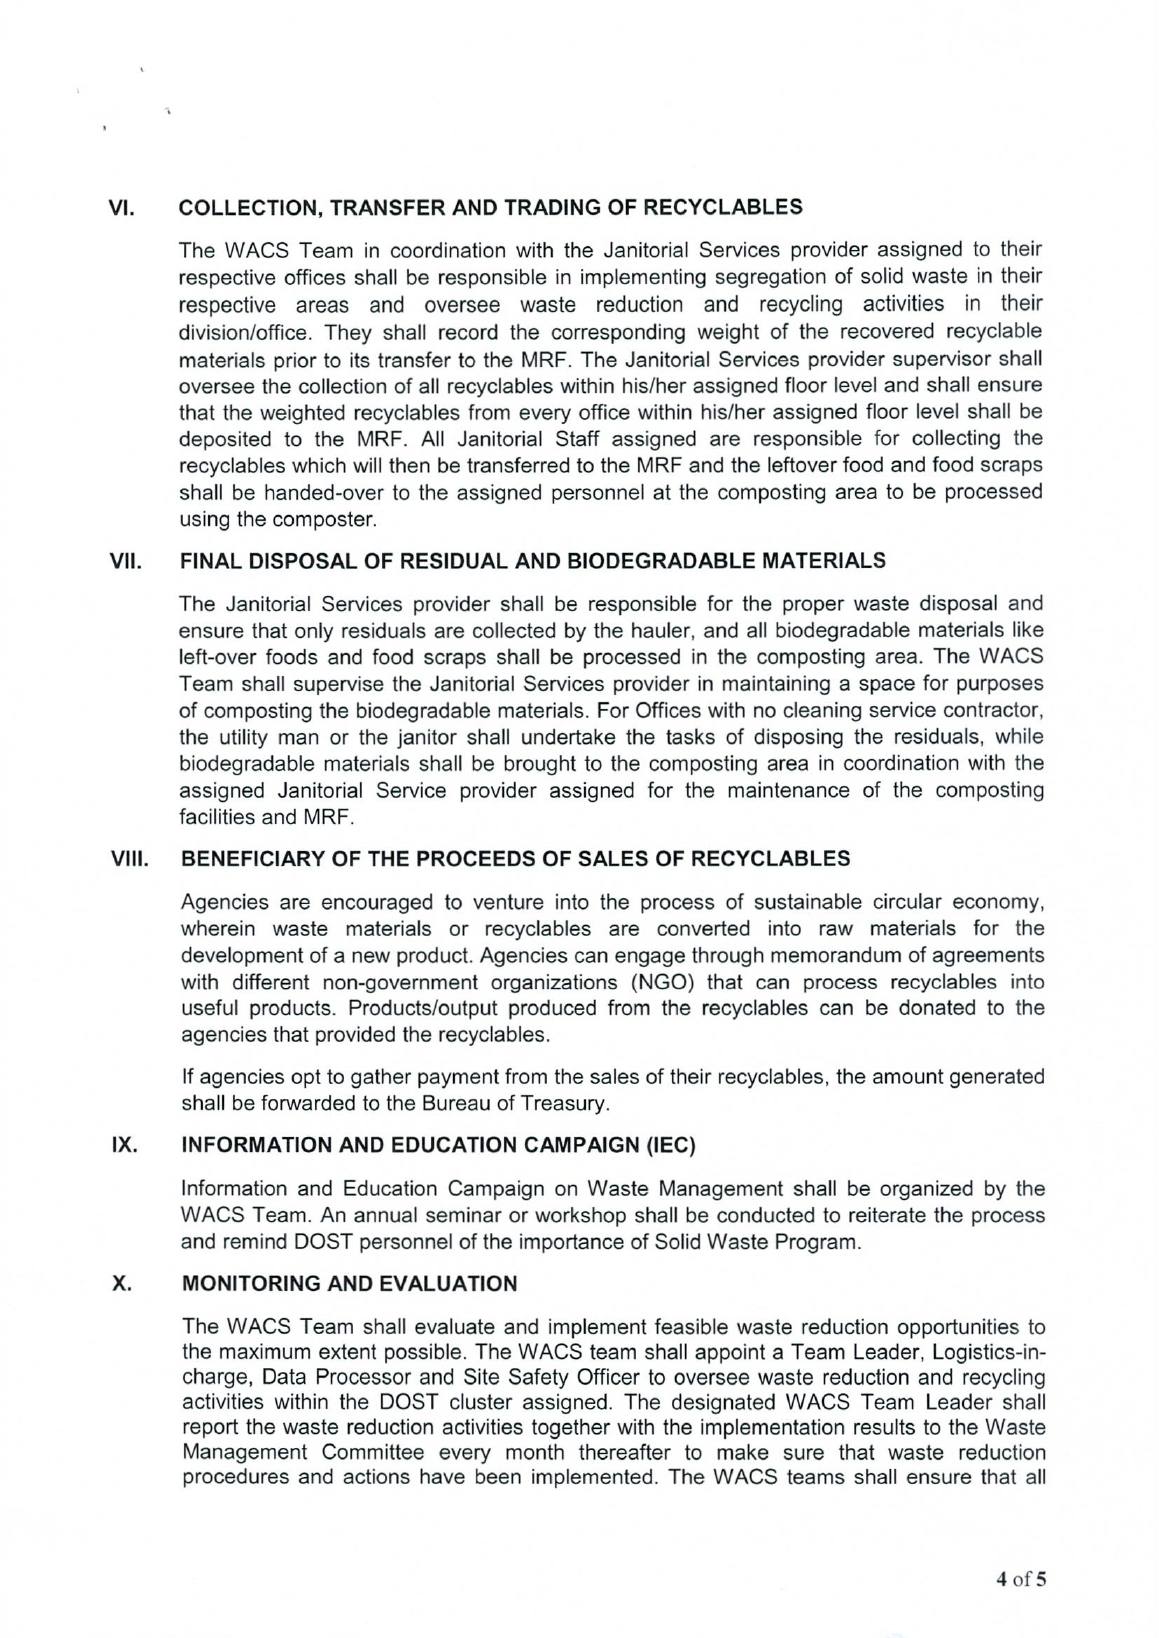 VI. COLLECTION, TRANSFER AND TRADING OF RECYCLABLES
The WACS Team in coordination with the Janitorial Services provider assigned to their
respective offices shall be responsible in implementing segregation of solid waste in their
respective areas and oversee waste reduction and recycling activities in their
division/office. They shall record the corresponding weight of the recovered recyclable
materials prior to its transfer to the MRF. The Janitorial Services provider supervisor shall
oversee the collection of all recyclables within his/her assigned floor level and shall ensure
that the weighted recyclables from every office within his/her assigned floor level shall be
deposited to the MRF. All Janitorial Staff assigned are responsible for collecting the
recyclables which will then be transferred to the MRF and the leftover food and food scraps
shall be handed-over to the assigned personnel at the composting area to be processed
using the composter.
VII. FINAL DISPOSAL OF RESIDUAL AND BIODEGRADABLE MATERIALS
The Janitorial Services provider shall be responsible for the proper waste disposal and
ensure that only residuals are collected by the hauler, and all biodegradable materials like
left-over foods and food scraps shall be processed in the composting area. The WACS
Team shall supervise the Janitorial Services provider in maintaining a space for purposes
of composting the biodegradable materials. For Offices with no cleaning service contractor,
the utility man or the janitor shall undertake the tasks of disposing the residuals, while
biodegradable materials shall be brought to the composting area in coordination with the
assigned Janitorial Service provider assigned for the maintenance of the composting
facilities and MRF.
VIII. BENEFICIARY OF THE PROCEEDS OF SALES OF RECYCLABLES
Agencies are encouraged to venture into the process of sustainable circular economy,
wherein waste materials or recyclables are converted into raw materials for the
development of a new product. Agencies can engage through memorandum of agreements
with different non-government organizations (NGO) that can process recyclables into
useful products. Products/output produced from the recyclables can be donated to the
agencies that provided the recyclables.
If agencies opt to gather payment from the sales of their recyclables, the amount generated
shall be forwarded to the Bureau of Treasury.
IX. INFORMATION AND EDUCATION CAMPAIGN (IEC)
Information and Education Campaign on Waste Management shall be organized by the
WACS Team. An annual seminar or workshop shall be conducted to reiterate the process
and remind DOST personnel of the importance of Solid Waste Program.
X. MONITORING AND EVALUATION
The WACS Team shall evaluate and implement feasible waste reduction opportunities to
the maximum extent possible. The WACS team shall appoint a Team Leader, Logistics-in-
charge, Data Processor and Site Safety Officer to oversee waste reduction and recycling
activities within the DOST cluster assigned. The designated WACS Team Leader shall
report the waste reduction activities together with the implementation results to the Waste
Management Committee every month thereafter to make sure that waste reduction
procedures and actions have been implemented. The WACS teams shall ensure that all
4 of 5